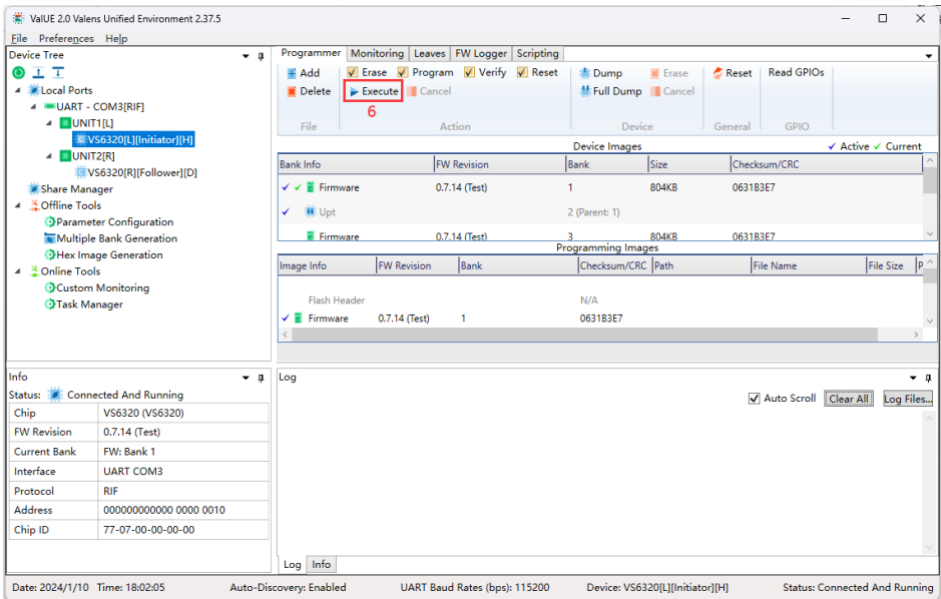 ValUE 2.0 Valens Unified Environment 2.37.5
File Preferences Help
Device Tree
Local Ports
UART - COM3[RIF]
UNIT1[L]
VS6320[L][Initiator][H]
UNIT2[R]
VS6320[R][Follower][D]
Share Manager
Offline Tools
Parameter Configuration
Multiple Bank Generation
Hex Image Generation
Online Tools
Custom Monitoring
Task Manager
Programmer Monitoring Leaves FW Logger Scripting
Add Erase Program Verify Reset Dump Erase Reset Read GPIOs
Delete Execute Cancel Full Dump Cancel
6
File Action Device General GPIO
Device Images Active Current
Bank Info FW Revision Bank Size Checksum/CRC
Firmware 0.7.14 (Test) 1 804KB 0631B3E7
Upt 2 (Parent: 1)
Firmware 0.7.14 (Test) 3 804KB 0631B3E7
Programming Images
Image Info FW Revision Bank Checksum/CRC Path File Name File Size P
Flash Header N/A
Firmware 0.7.14 (Test) 1 0631B3E7
Info
Status: Connected And Running
Chip VS6320 (VS6320)
FW Revision 0.7.14 (Test)
Current Bank FW: Bank 1
Interface UART COM3
Protocol RIF
Address 000000000000 0000 0010
Chip ID 77-07-00-00-00-00
Log
Auto Scroll Clear All Log Files...
Log Info
Date: 2024/1/10 Time: 18:02:05 Auto-Discovery: Enabled UART Baud Rates (bps): 115200 Device: VS6320[L][Initiator][H] Status: Connected And Running